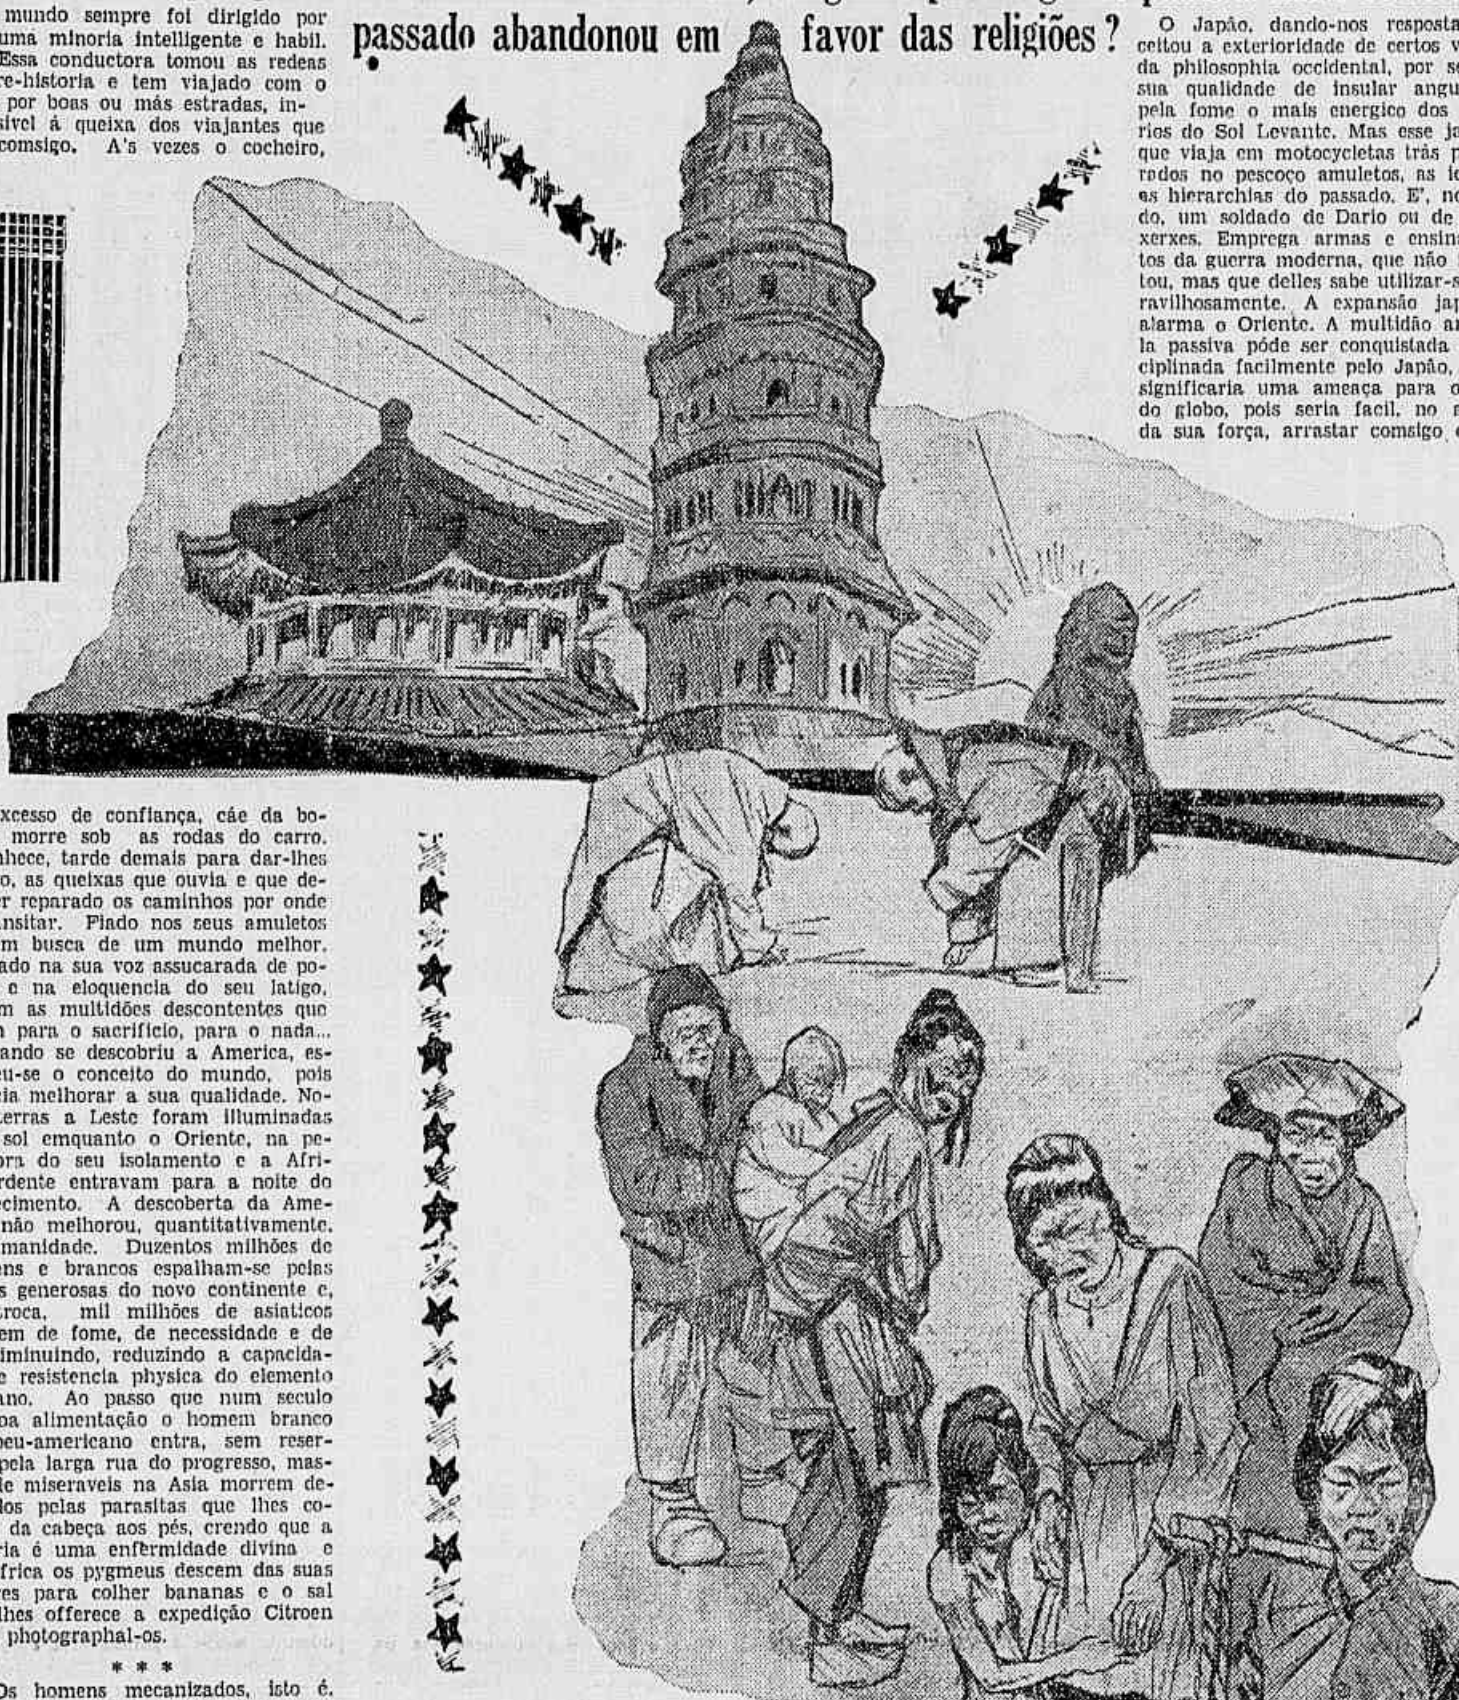 passado abandonou em favor das religiões?
mundo sempre foi dirigido por
uma minoria intelligente e habil.
Essa conductora tomou as redeas
re-historia e tem viajado com o
por boas ou más estradas, in-
sivel á queixa dos viajantes que
comsigo. A's vezes o cocheiro,
xcesso de confiança, cáe da bo-
morre sob as rodas do carro.
nhece, tarde demais para dar-lhes
o, as queixas que ouvia e que de-
r reparado os caminhos por onde
ansitar. Fiado nos seus amuletos
m busca de um mundo melhor.
ado na sua voz assucarada de po-
e na eloquencia do seu latigo,
m as multidões descontentes que
n para o sacrificio, para o nada...
ando se descobriu a America, es-
eu-se o conceito do mundo, pois
cia melhorar a sua qualidade. No-
terras a Leste foram illuminadas
sol emquanto o Oriente, na pe-
ora do seu isolamento e a Afri-
rdente entravam para a noite do
ecimento. A descoberta da Ame-
não melhorou, quantitativamente,
manidade. Duzentos milhões de
ens e brancos espalham-se pelas
s generosas do novo continente e,
troca, mil milhões de asiaticos
em de fome, de necessidade e de
iminuindo, reduzindo a capacida-
e resistencia physica do elemento
ano. Ao passo que num seculo
oa alimentação o homem branco
peu-americano entra, sem reser-
pela larga rua do progresso, mas-
de miseraveis na Asia morrem de-
los pelas parasitas que lhes co-
da cabeça aos pés, crendo que a
ria é uma enfermidade divina e
frica os pygmeus descem das suas
es para colher bananas e o sal
lhes offerece a expedição Citroen
photographal-os.
* * *
Os homens mecanizados, isto é,
O Japão, dando-nos resposta
ceitou a exterioridade de certos v
da philosophia occidental, por se
sua qualidade de insular angu
pela fome o mais energico dos
rios do Sol Levante. Mas esse ja
que viaja em motocycletas trás p
rados no pescoço amuletos, as id
as hierarchias do passado. E', no
do, um soldado de Dario ou de
xerxes. Emprega armas e ensin
tos da guerra moderna, que não
tou, mas que delles sabe utilizar-s
ravilhosamente. A expansão jap
alarma o Oriente. A multidão am
la passiva póde ser conquistada
ciplinada facilmente pelo Japão,
significaria uma ameaça para o
do globo, pois seria facil, no
da sua força, arrastar comsigo